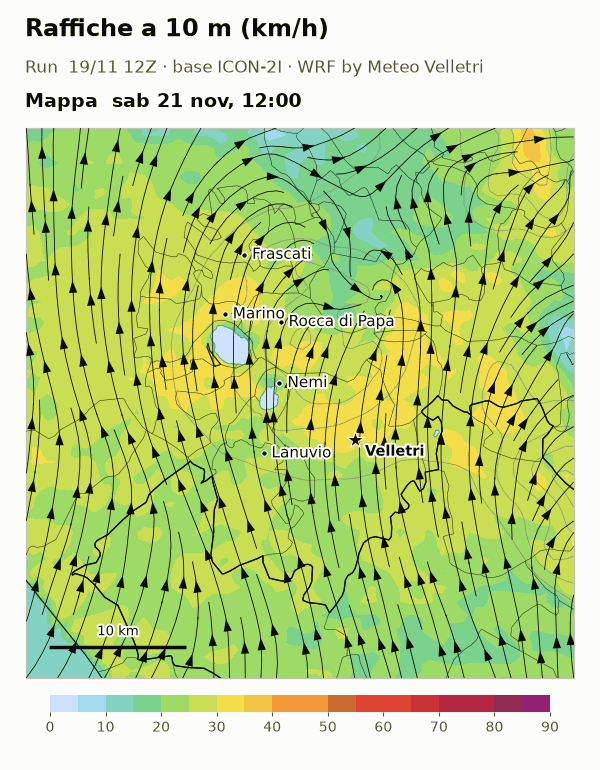 Raffiche a 10 m (km/h)
Run  19/11 12Z · base ICON-2I · WRF by Meteo Velletri
Mappa  sab 21 nov, 12:00
Frascati
Marino
Rocca di Papa
Nemi
Velletri
Lanuvio
10 km
0 10 20 30 40 50 60 70 80 90